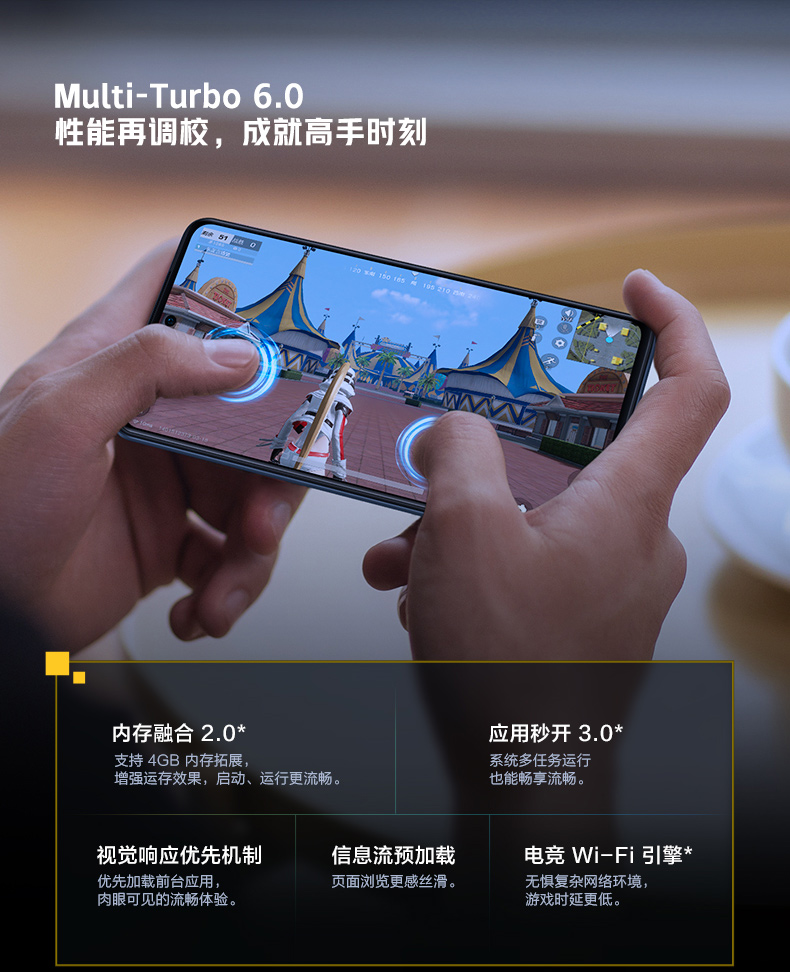 Multi-Turbo 6.0
性能再调校，成就高手时刻
51
0
内存融合 2.0*
支持 4GB 内存拓展，
增强运存效果，启动、运行更流畅。
应用秒开 3.0*
系统多任务运行
也能畅享流畅。
视觉响应优先机制
优先加载前台应用，
肉眼可见的流畅体验。
信息流预加载
页面浏览更感丝滑。
电竞 Wi-Fi 引擎*
无惧复杂网络环境，
游戏时延更低。